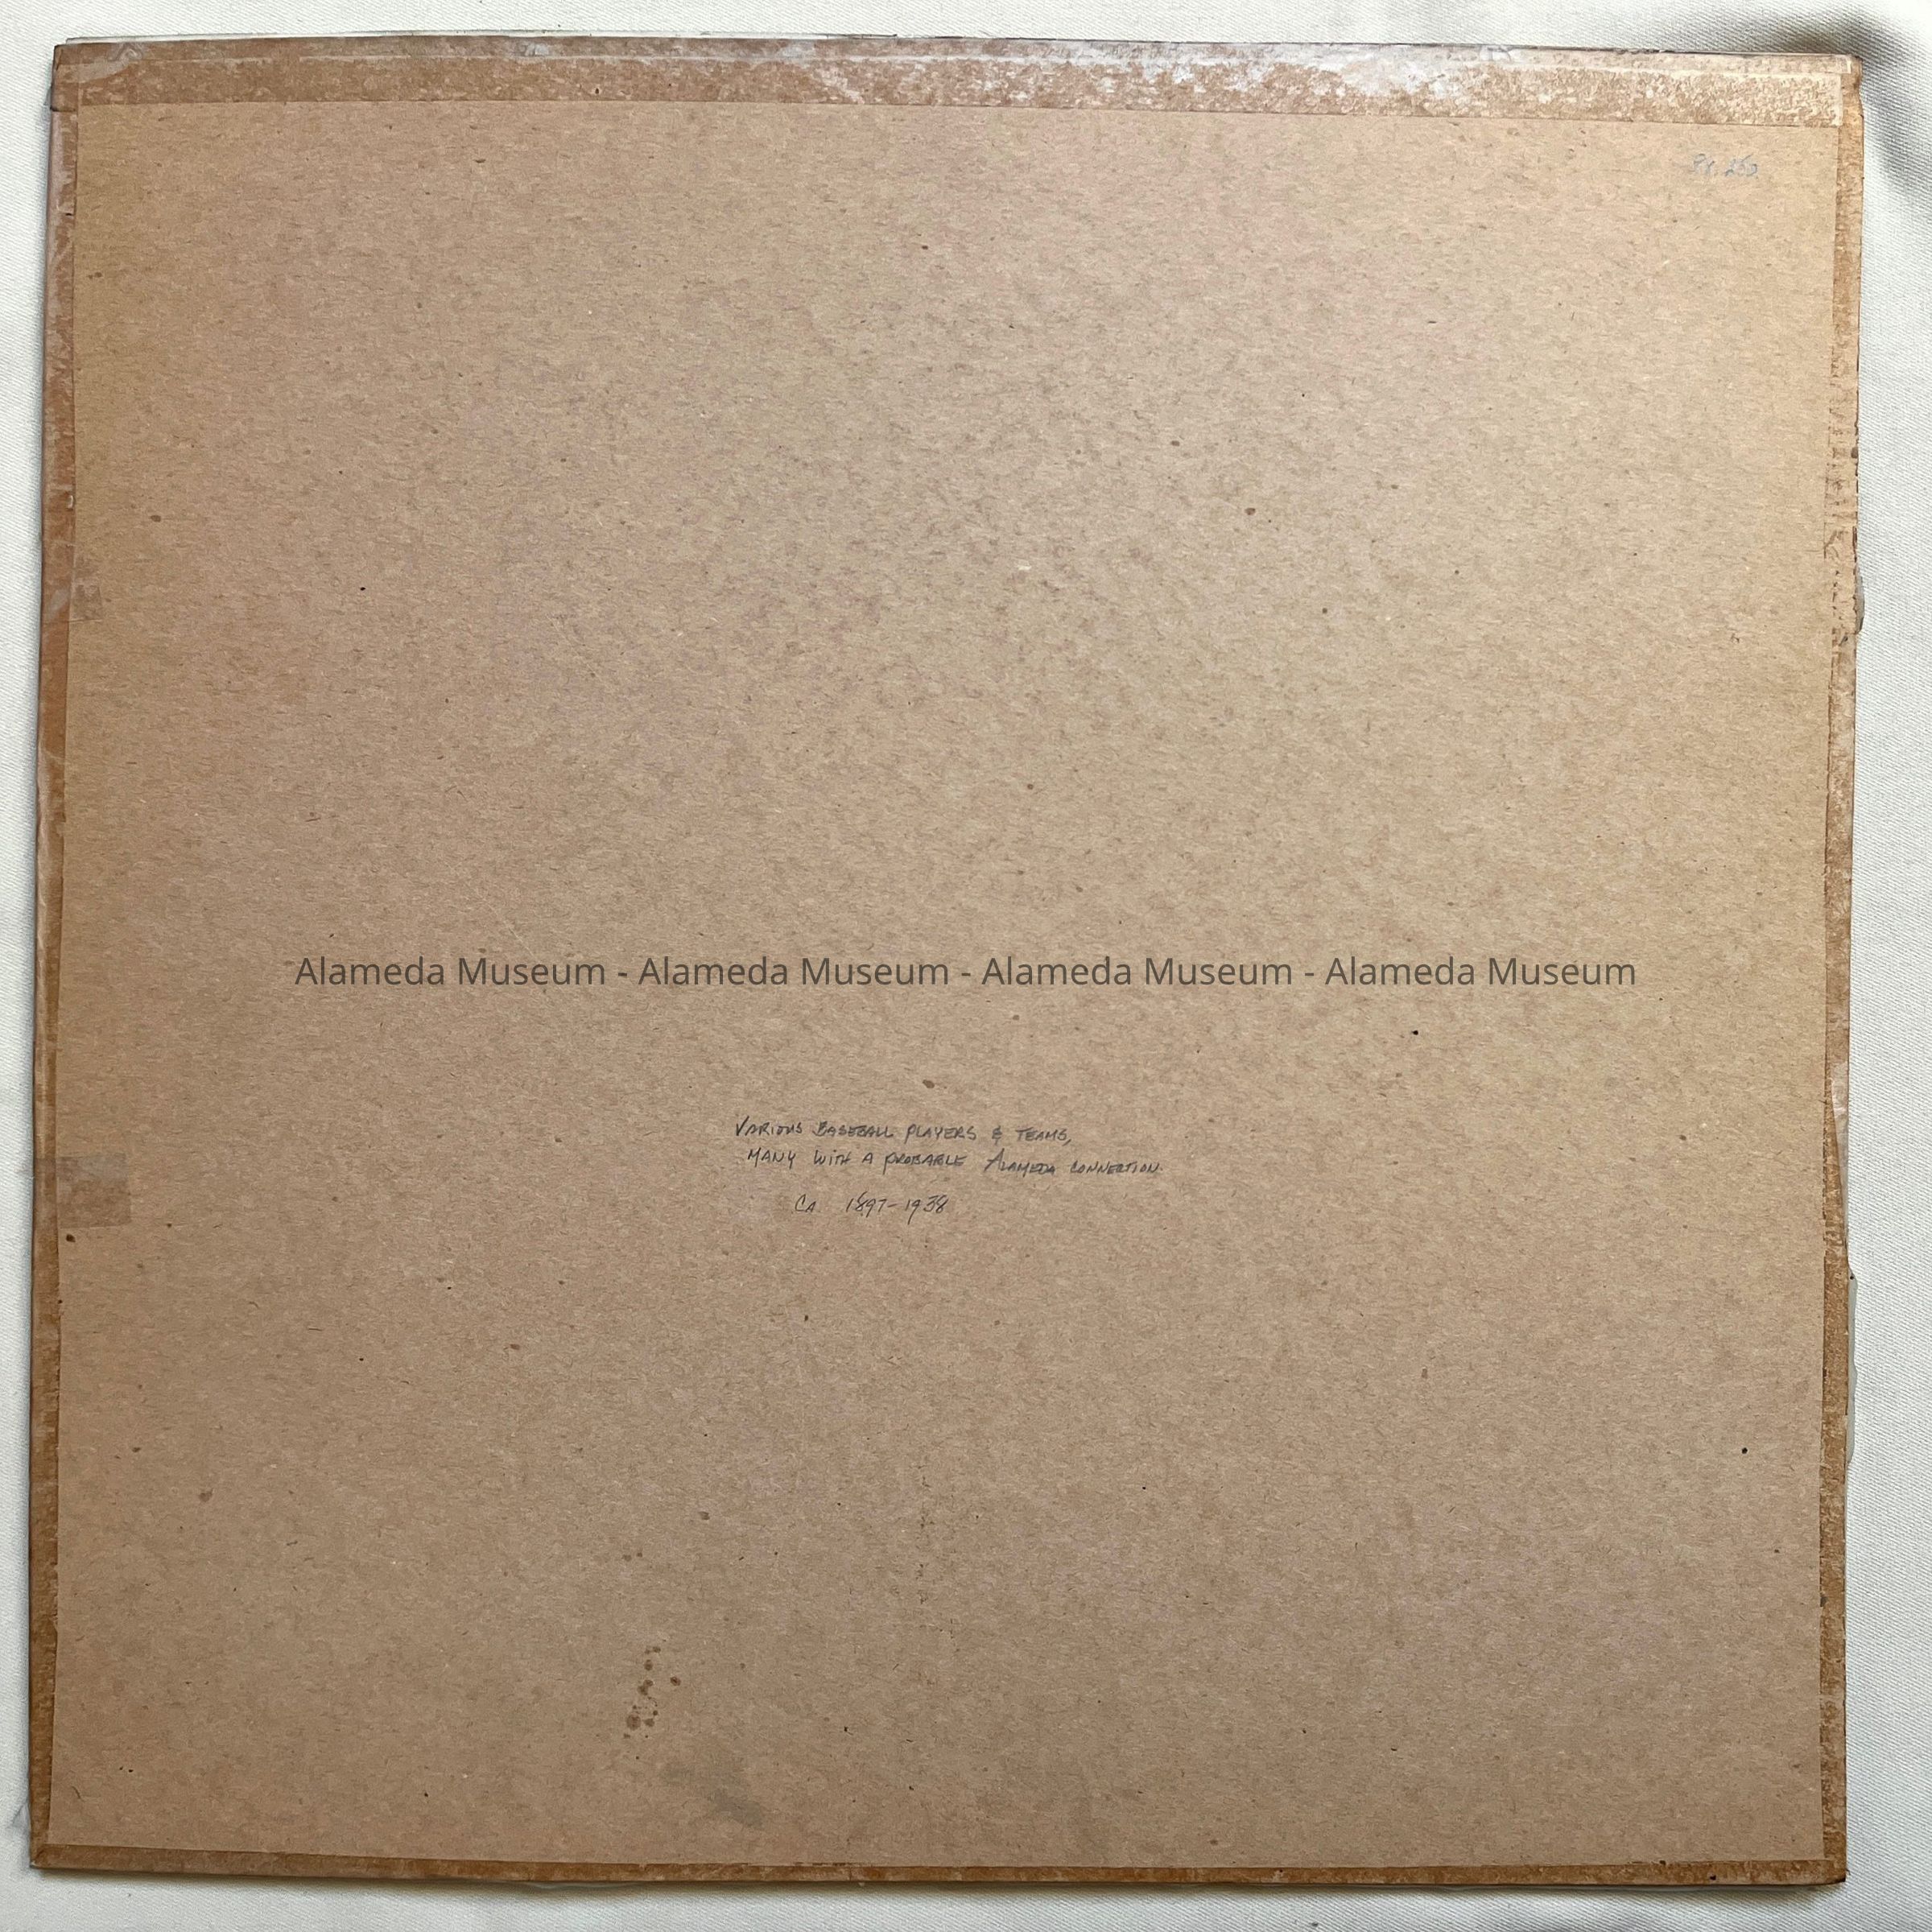 Alameda Museum - Alameda Museum - Alameda Museum - Alameda Museum
VARIOUS BASEBALL PLAYERS & TEAMS,
MANY WITH A PROBABLE ALAMEDA CONNECTION.
CA 1897-1938